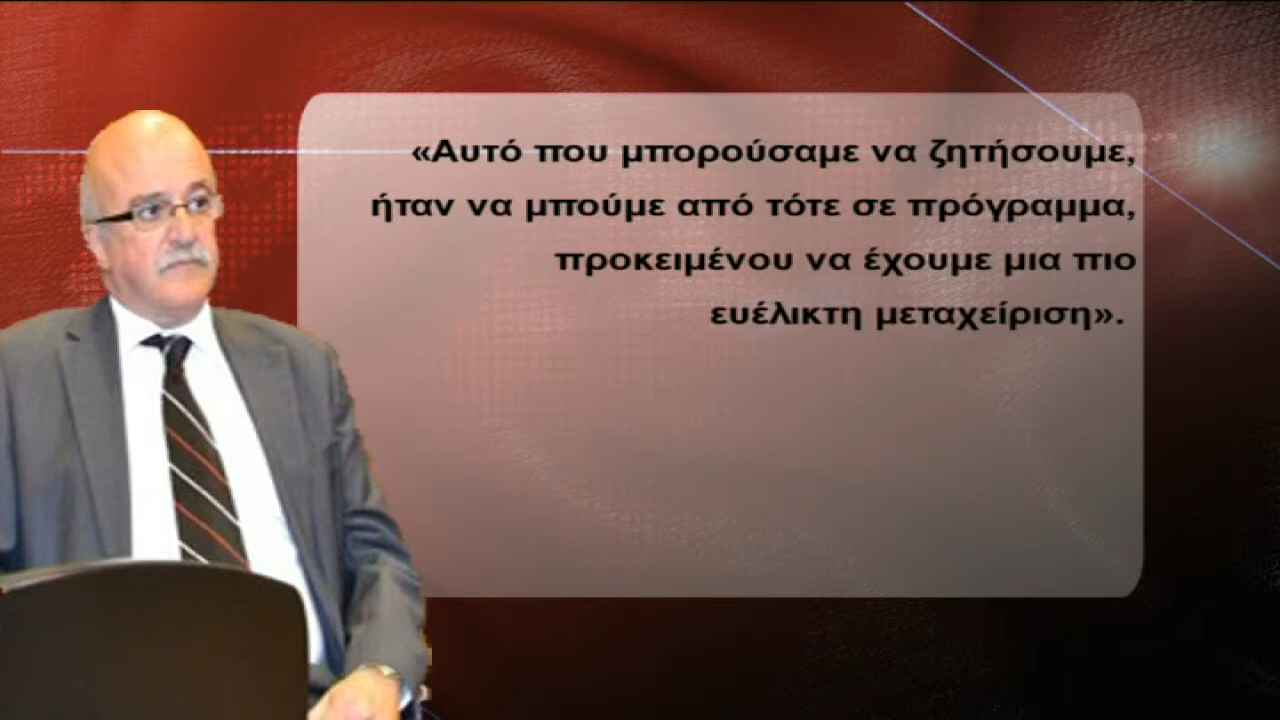 «Αυτό που μπορούσαμε να ζητήσουμε,
ήταν να μπούμε από τότε σε πρόγραμμα,
προκειμένου να έχουμε μια πιο
ευέλικτη μεταχείριση».